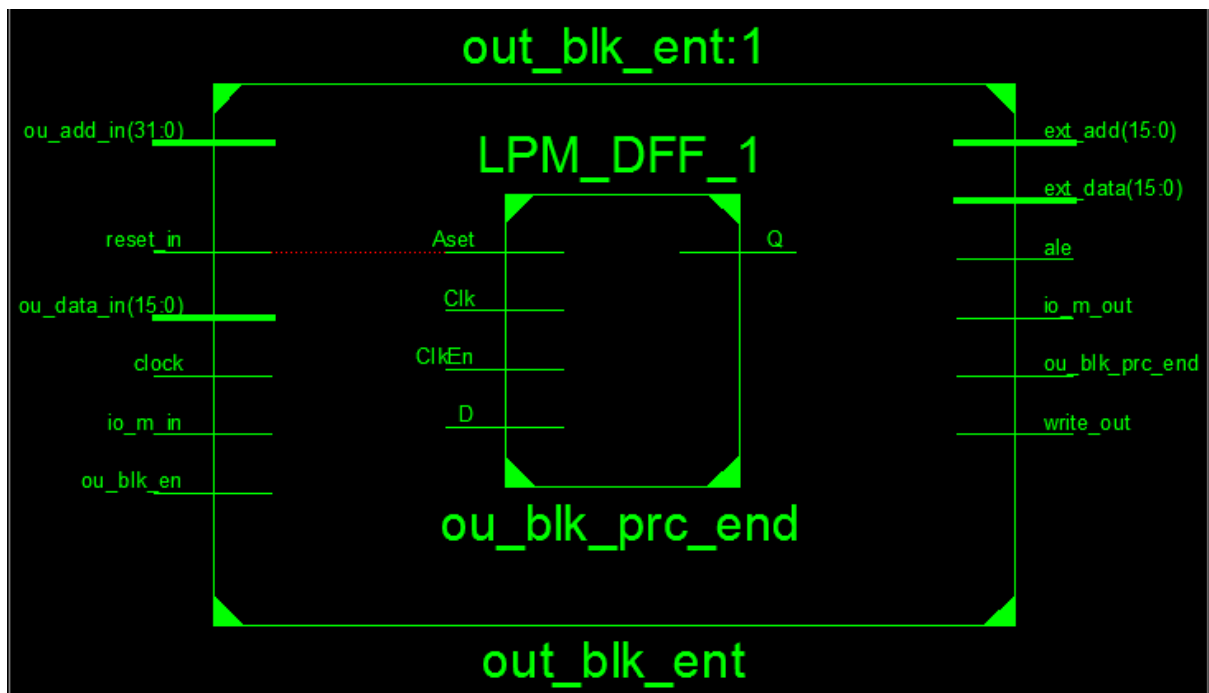 out_blk_ent:1
ou_add_in(31:0)
ext_add(15:0)
LPM_DFF_1
ext_data(15:0)
reset_in
Aset
Q
ale
ou_data_in(15:0)
Clk
io_m_out
clock
ClkEn
ou_blk_prc_end
io_m_in
D
write_out
ou_blk_en
ou_blk_prc_end
out_blk_ent